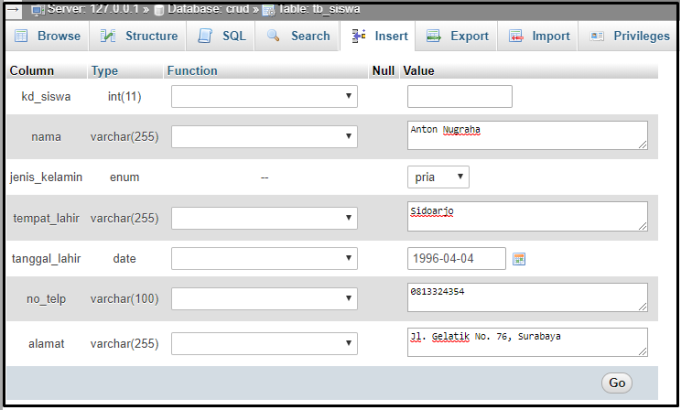 Server: 127.0.0.1 » Database: crud » Table: tb_siswa
Browse Structure SQL Search Insert Export Import Privileges
Column Type Function Null Value
kd_siswa int(11)
nama varchar(255) Anton Nugraha
jenis_kelamin enum -- pria
tempat_lahir varchar(255) Sidoarjo
tanggal_lahir date 1996-04-04
no_telp varchar(100) 0813324354
alamat varchar(255) Jl. Gelatik No. 76, Surabaya
Go